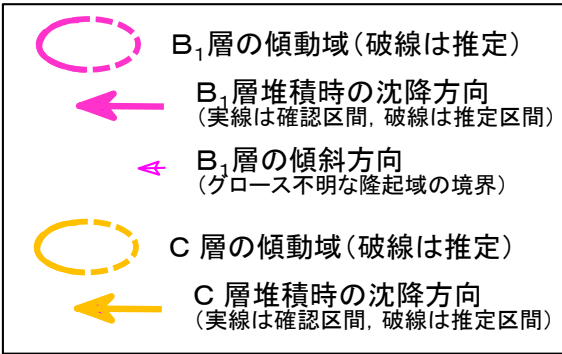 B₁層の傾動域（破線は推定）
B₁層堆積時の沈降方向
（実線は確認区間，破線は推定区間）
B₁層の傾斜方向
（グロース不明な隆起域の境界）
C 層の傾動域（破線は推定）
C 層堆積時の沈降方向
（実線は確認区間，破線は推定区間）